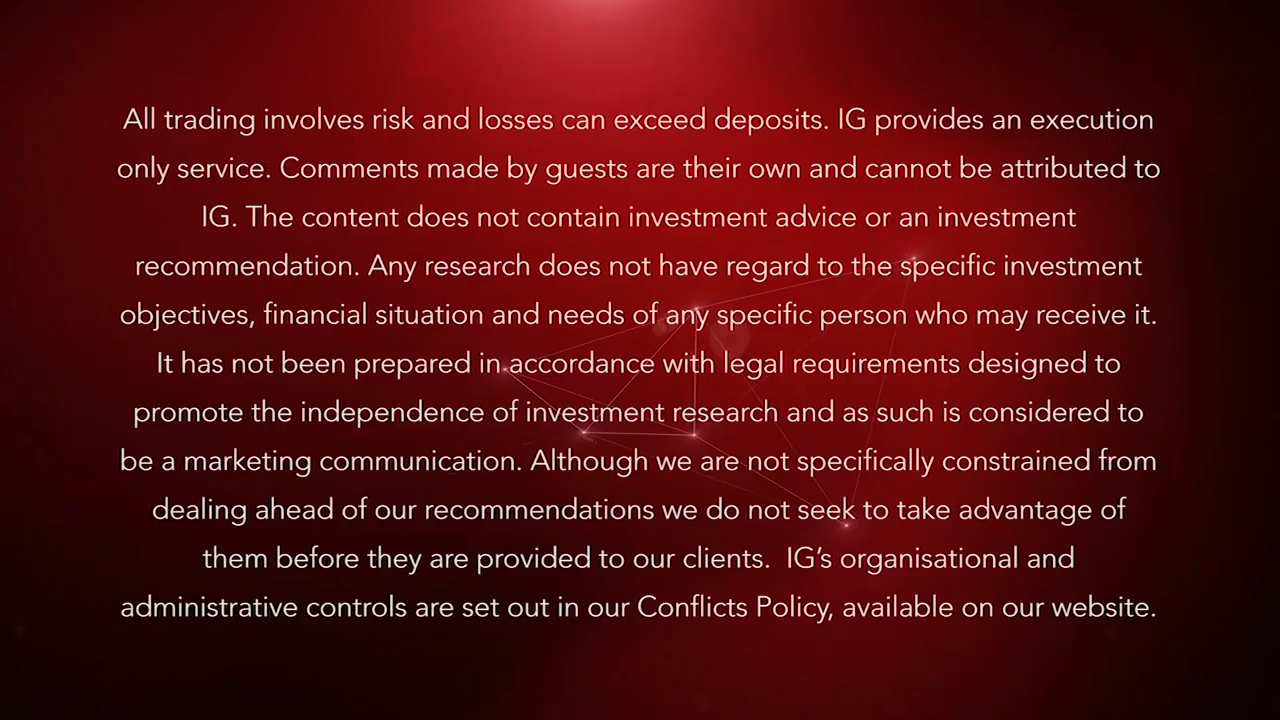 All trading involves risk and losses can exceed deposits. IG provides an execution
only service. Comments made by guests are their own and cannot be attributed to
IG. The content does not contain investment advice or an investment
recommendation. Any research does not have regard to the specific investment
objectives, financial situation and needs of any specific person who may receive it.
It has not been prepared in accordance with legal requirements designed to
promote the independence of investment research and as such is considered to
be a marketing communication. Although we are not specifically constrained from
dealing ahead of our recommendations we do not seek to take advantage of
them before they are provided to our clients.  IG’s organisational and
administrative controls are set out in our Conflicts Policy, available on our website.